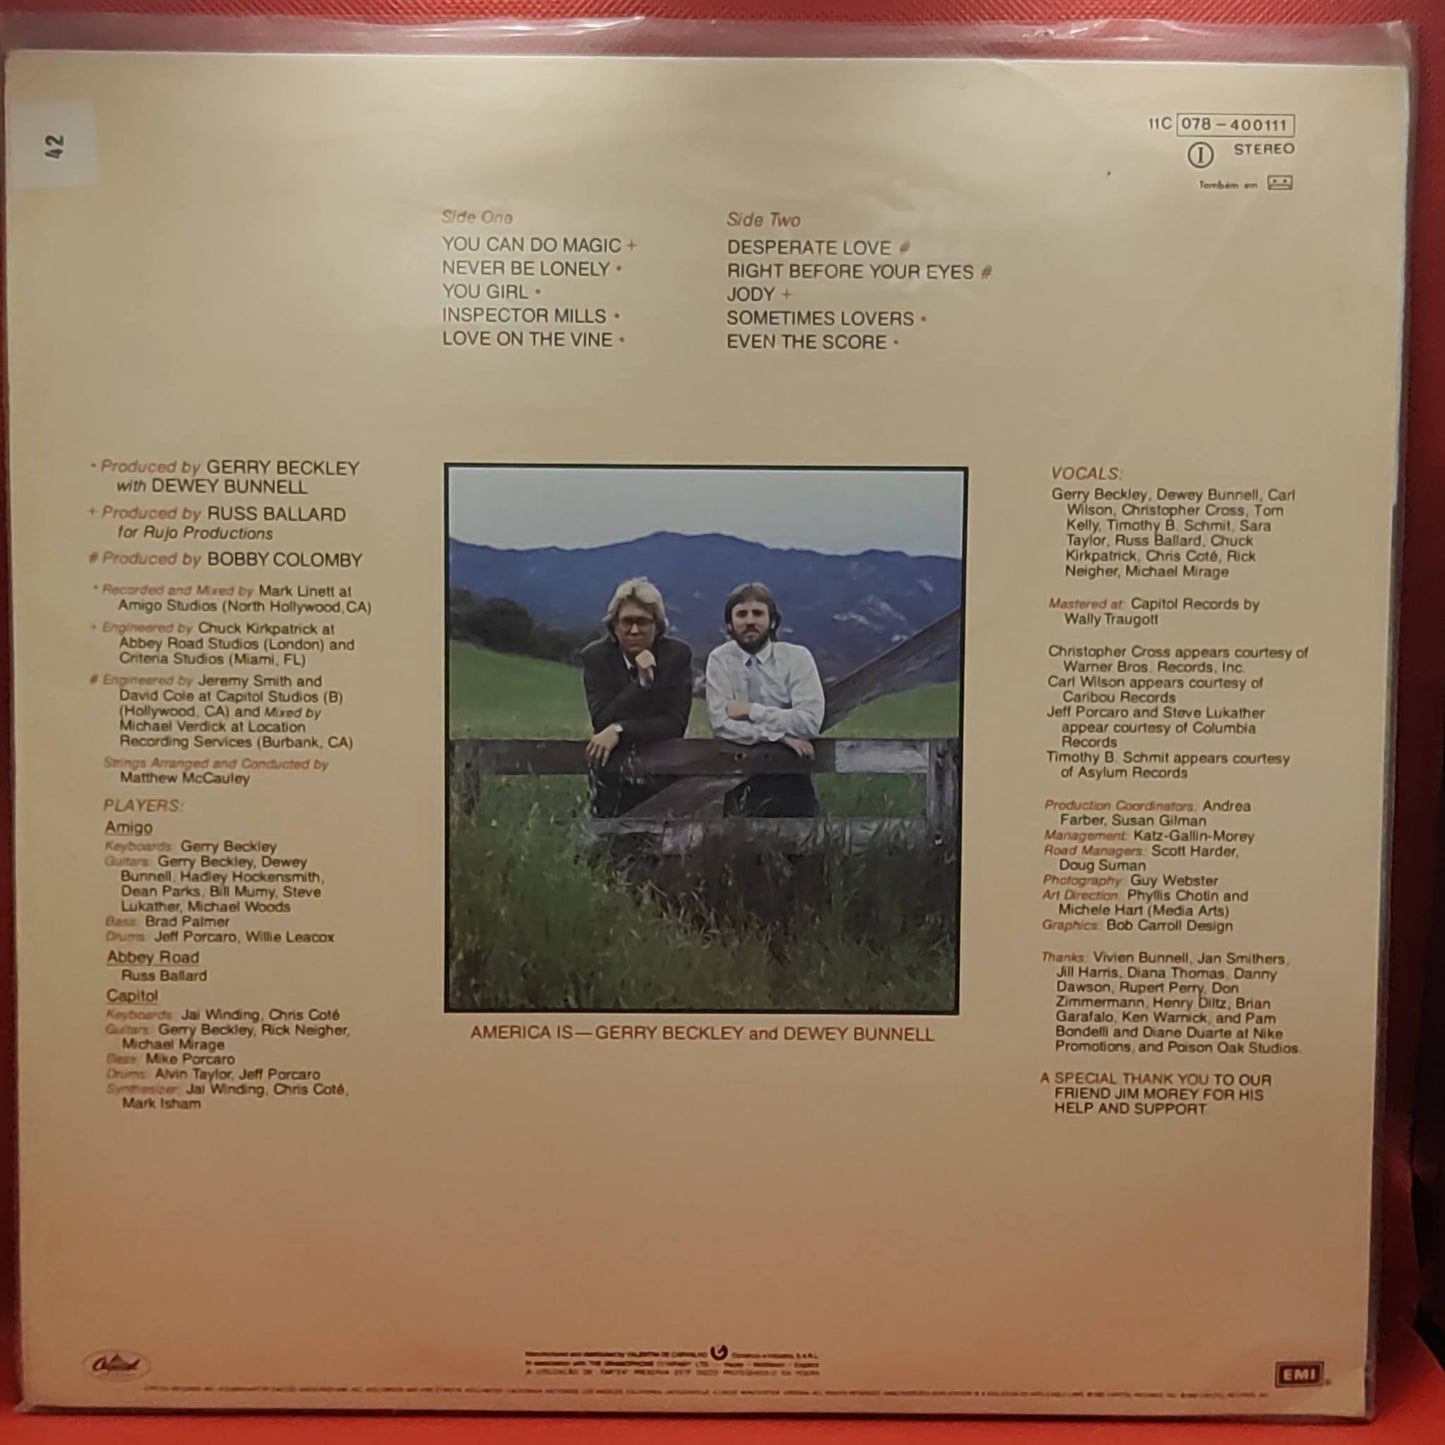 42
11C 078-400111
I STEREO
Também em
Side One
YOU CAN DO MAGIC +
NEVER BE LONELY *
YOU GIRL *
INSPECTOR MILLS *
LOVE ON THE VINE *
Side Two
DESPERATE LOVE #
RIGHT BEFORE YOUR EYES #
JODY +
SOMETIMES LOVERS *
EVEN THE SCORE *
* Produced by GERRY BECKLEY
with DEWEY BUNNELL
+ Produced by RUSS BALLARD
for Rujo Productions
# Produced by BOBBY COLOMBY
* Recorded and Mixed by Mark Linett at
Amigo Studios (North Hollywood, CA)
+ Engineered by Chuck Kirkpatrick at
Abbey Road Studios (London) and
Criteria Studios (Miami, FL)
# Engineered by Jeremy Smith and
David Cole at Capitol Studios (B)
(Hollywood, CA) and Mixed by
Michael Verdick at Location
Recording Services (Burbank, CA)
Strings Arranged and Conducted by
Matthew McCauley
PLAYERS:
Amigo
Keyboards: Gerry Beckley
Guitars: Gerry Beckley, Dewey
Bunnell, Hadley Hockensmith,
Dean Parks, Bill Mumy, Steve
Lukather, Michael Woods
Bass: Brad Palmer
Drums: Jeff Porcaro, Willie Leacox
Abbey Road
Russ Ballard
Capitol
Keyboards: Jai Winding, Chris Coté
Guitars: Gerry Beckley, Rick Neigher,
Michael Mirage
Bass: Mike Porcaro
Drums: Alvin Taylor, Jeff Porcaro
Synthesizer: Jai Winding, Chris Coté,
Mark Isham
AMERICA IS—GERRY BECKLEY and DEWEY BUNNELL
VOCALS:
Gerry Beckley, Dewey Bunnell, Carl
Wilson, Christopher Cross, Tom
Kelly, Timothy B. Schmit, Sara
Taylor, Russ Ballard, Chuck
Kirkpatrick, Chris Coté, Rick
Neigher, Michael Mirage
Mastered at: Capitol Records by
Wally Traugott
Christopher Cross appears courtesy of
Warner Bros. Records, Inc.
Carl Wilson appears courtesy of
Caribou Records
Jeff Porcaro and Steve Lukather
appear courtesy of Columbia
Records
Timothy B. Schmit appears courtesy
of Asylum Records
Production Coordinators: Andrea
Farber, Susan Gilman
Management: Katz-Gallin-Morey
Road Managers: Scott Harder,
Doug Suman
Photography: Guy Webster
Art Direction: Phyllis Chotin and
Michele Hart (Media Arts)
Graphics: Bob Carroll Design
Thanks: Vivien Bunnell, Jan Smithers,
Jill Harris, Diana Thomas, Danny
Dawson, Rupert Perry, Don
Zimmermann, Henry Diltz, Brian
Garafalo, Ken Warnick, and Pam
Bondelli and Diane Duarte at Nike
Promotions, and Poison Oak Studios.
A SPECIAL THANK YOU TO OUR
FRIEND JIM MOREY FOR HIS
HELP AND SUPPORT
Capitol
Manufactured and distributed by VALENTIM DE CARVALHO
In association with THE GRAMOPHONE COMPANY LTD
EMI